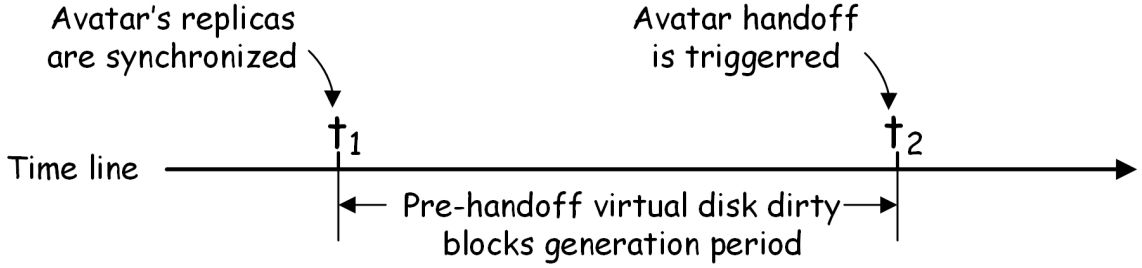 Avatar's replicas
are synchronized
Avatar handoff
is triggerred
t1
t2
Time line
Pre-handoff virtual disk dirty
blocks generation period